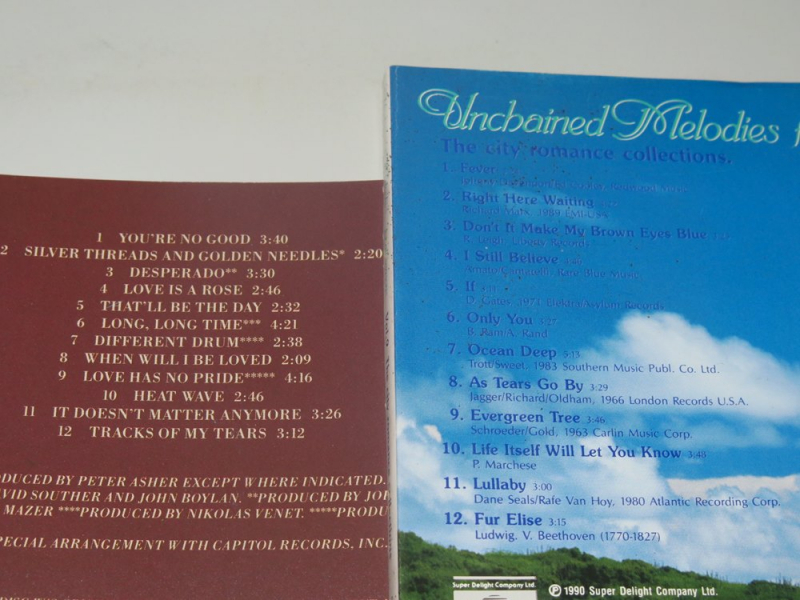 1 YOU'RE NO GOOD 3:40
2 SILVER THREADS AND GOLDEN NEEDLES* 2:20
3 DESPERADO** 3:30
4 LOVE IS A ROSE 2:46
5 THAT'LL BE THE DAY 2:32
6 LONG, LONG TIME*** 4:21
7 DIFFERENT DRUM**** 2:38
8 WHEN WILL I BE LOVED 2:09
9 LOVE HAS NO PRIDE***** 4:16
10 HEAT WAVE 2:46
11 IT DOESN'T MATTER ANYMORE 3:26
12 TRACKS OF MY TEARS 3:12
ODUCED BY PETER ASHER EXCEPT WHERE INDICATED.
VID SOUTHER AND JOHN BOYLAN. **PRODUCED BY
MAZER ****PRODUCED BY NIKOLAS VENET. *****PRODU
PECIAL ARRANGEMENT WITH CAPITOL RECORDS, INC.
Unchained Melodies
The city romance collections.
1. Fever
2. Right Here Waiting
Richard Marx, 1989 EMI-USA
3. Don't It Make My Brown Eyes Blue
R. Leigh, Records
4. I Still Believe
Music
5. If
D. Gates, 1971 Elektra/Asylum Records
6. Only You 3:27
B. Ram/A. Rand
7. Ocean Deep 5:13
Trott/Sweet, 1983 Southern Music Publ. Co. Ltd.
8. As Tears Go By 3:29
Jagger/Richard/Oldham, 1966 London Records U.S.A.
9. Evergreen Tree 3:46
Schroeder/Gold, 1963 Carlin Music Corp.
10. Life Itself Will Let You Know 3:48
P. Marchese
11. Lullaby 3:00
Dane Seals/Rafe Van Hoy, 1980 Atlantic Recording Corp.
12. Fur Elise 3:15
Ludwig. V. Beethoven (1770-1827)
Super Delight Company Ltd.
Ⓟ 1990 Super Delight Company Ltd.